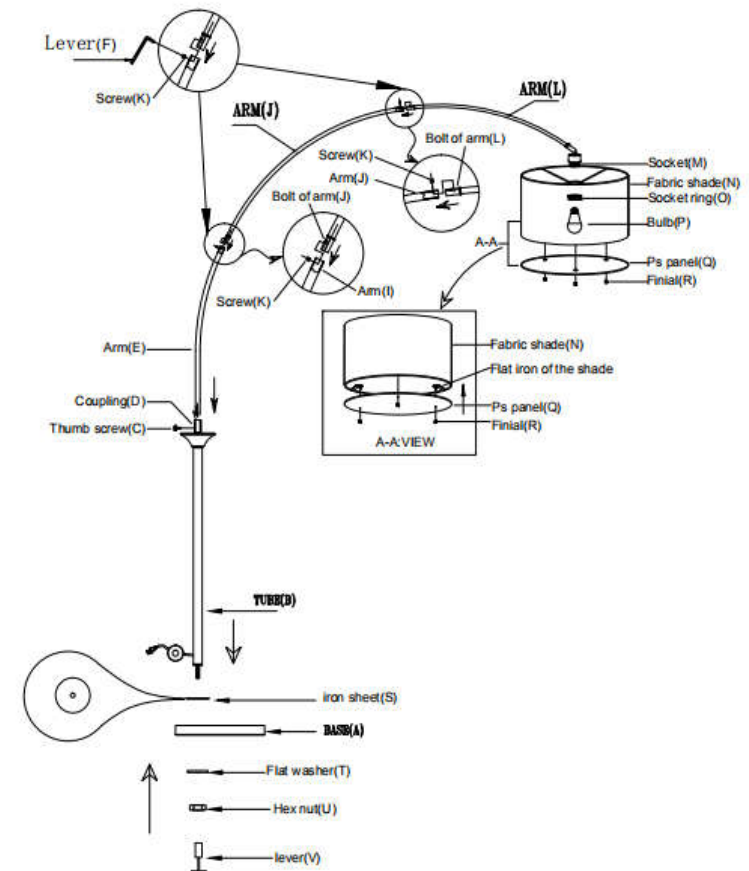 Lever(F)
Screw(K)
ARM(J)
ARM(L)
Screw(K)
Bolt of arm(L)
Arm(J)
Socket(M)
Fabric shade(N)
Socket ring(O)
Bulb(P)
A-A
Ps panel(Q)
Finial(R)
Bolt of arm(J)
Screw(K)
Arm(I)
Arm(E)
Fabric shade(N)
Flat iron of the shade
Ps panel(Q)
Finial(R)
A-A:VIEW
Coupling(D)
Thumb screw(C)
TUBE(B)
iron sheet(S)
BASE(A)
Flat washer(T)
Hex nut(U)
lever(V)